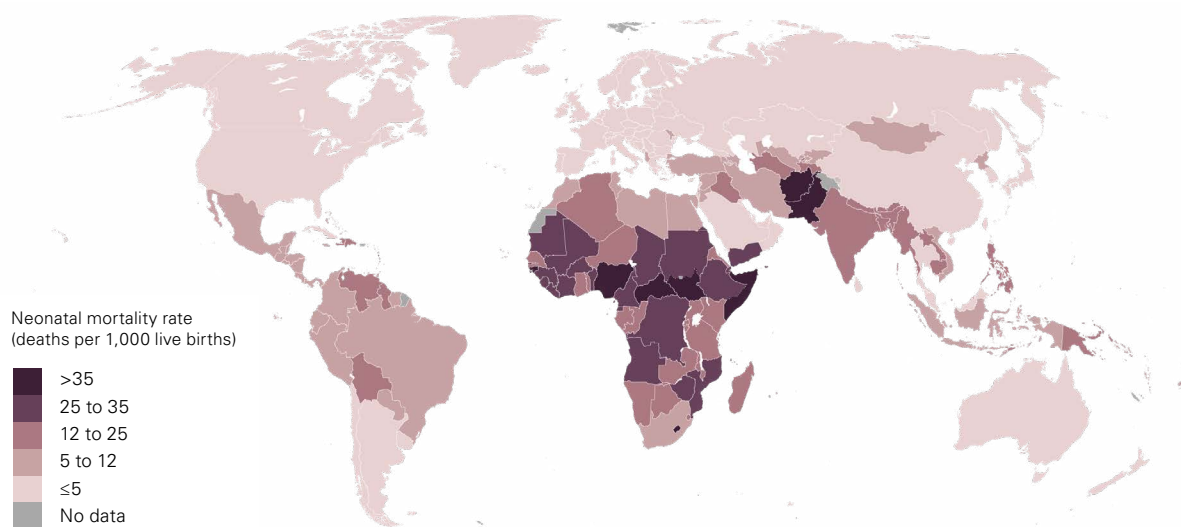 Neonatal mortality rate
(deaths per 1,000 live births)
>35
25 to 35
12 to 25
5 to 12
≤5
No data